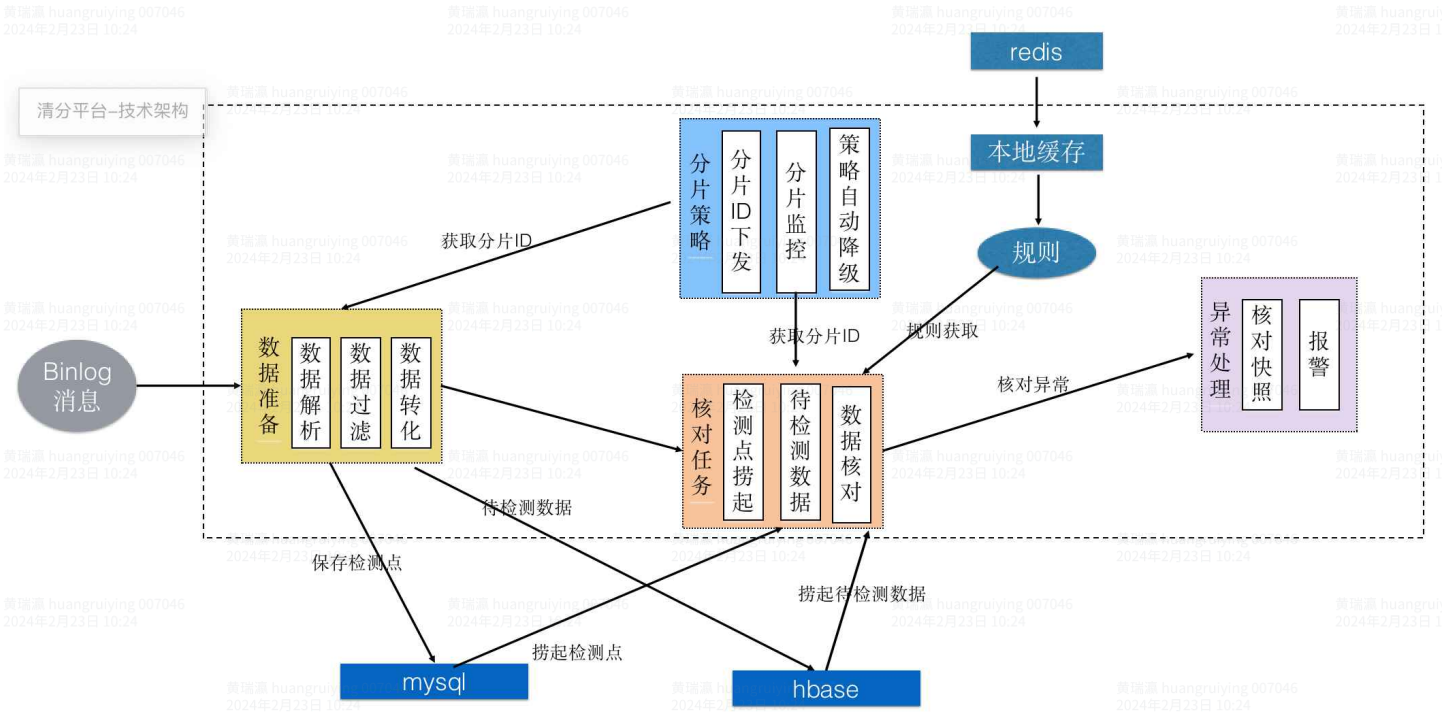 redis
清分平台-技术架构
本地缓存
分片策略
分片ID下发
分片监控
策略自动降级
获取分片ID
规则
获取分片ID
规则获取
Binlog
消息
数据准备
数据解析
数据过滤
数据转化
核对任务
检测点捞起
待检测数据
数据核对
核对异常
异常处理
核对快照
报警
待检测数据
保存检测点
捞起待检测数据
捞起检测点
mysql
hbase
黄瑞瀛 huangruiying 007046
2024年2月23日 10:24